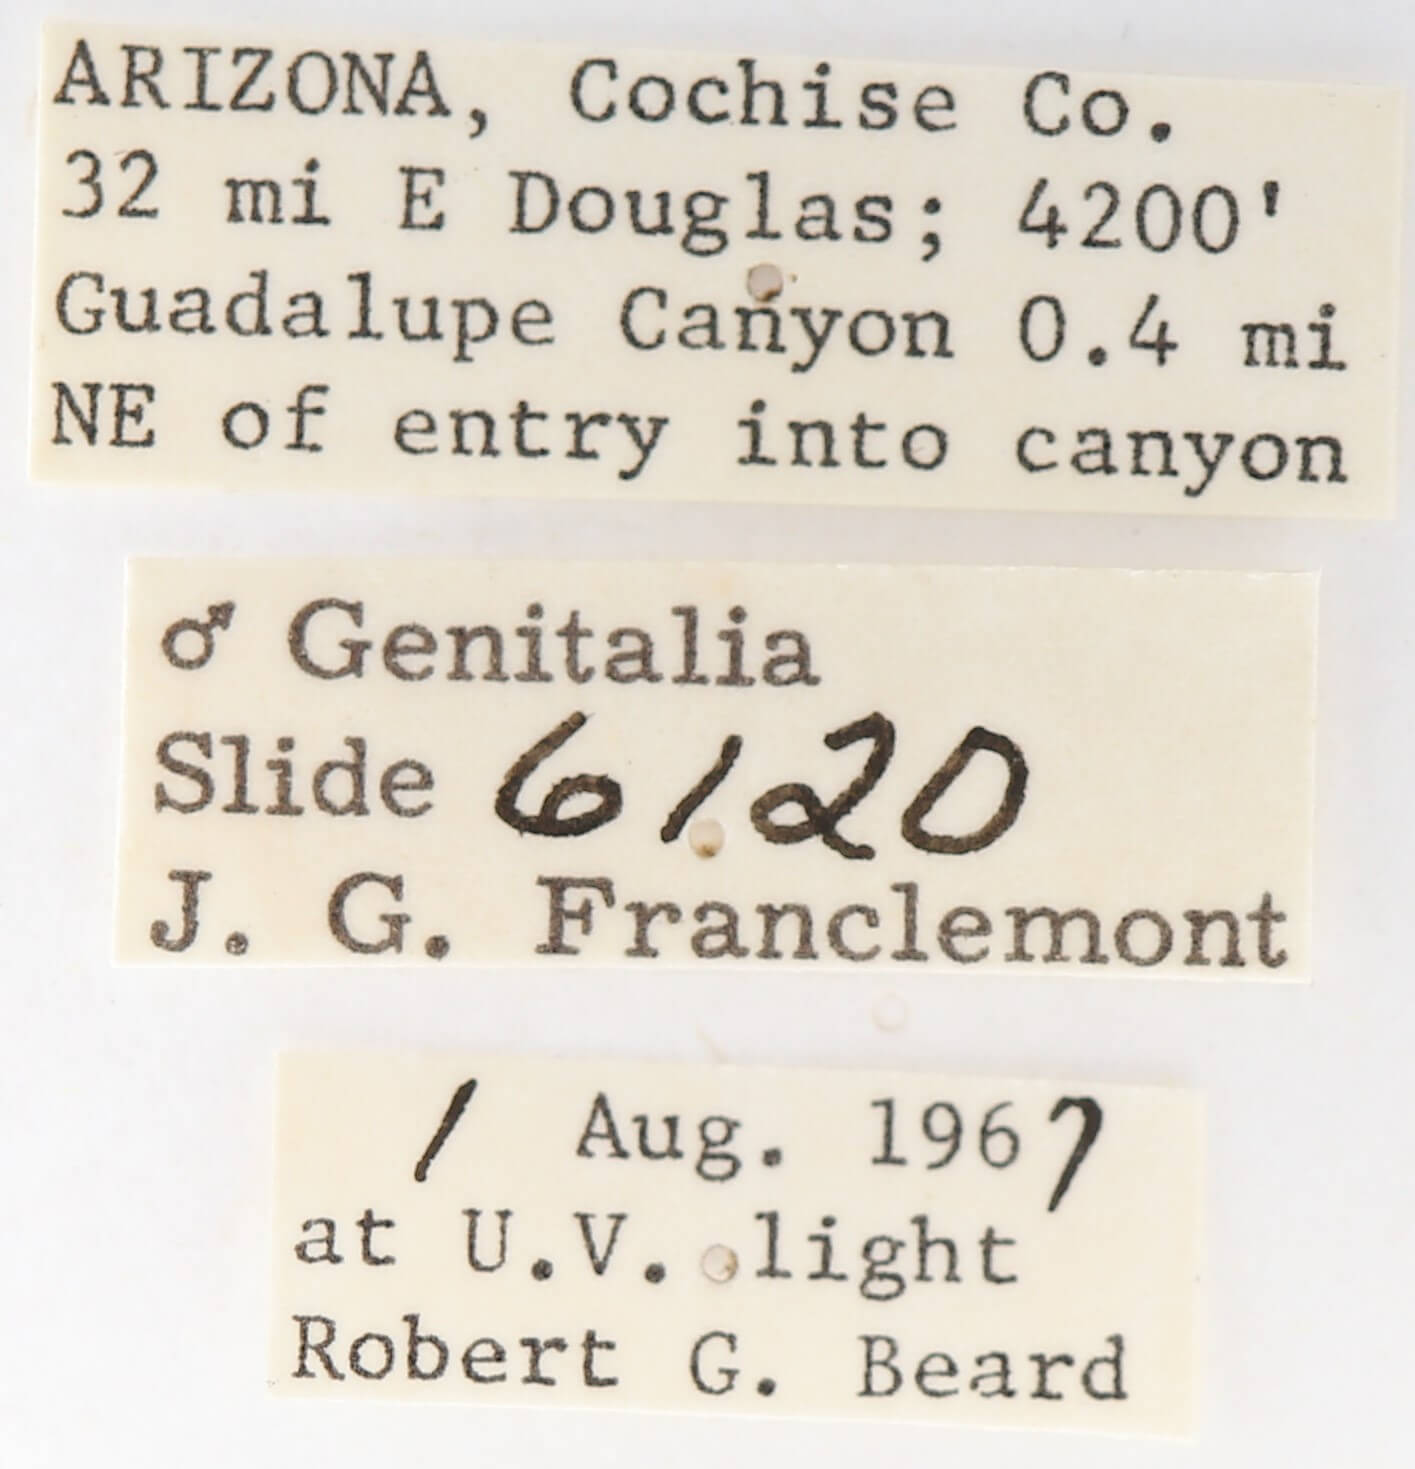 ARIZONA, Cochise Co.
32 mi E Douglas; 4200'
Guadalupe Canyon 0.4 mi
NE of entry into canyon
♂ Genitalia
Slide 6120
J. G. Franclemont
1 Aug. 1967
at U.V. light
Robert G. Beard